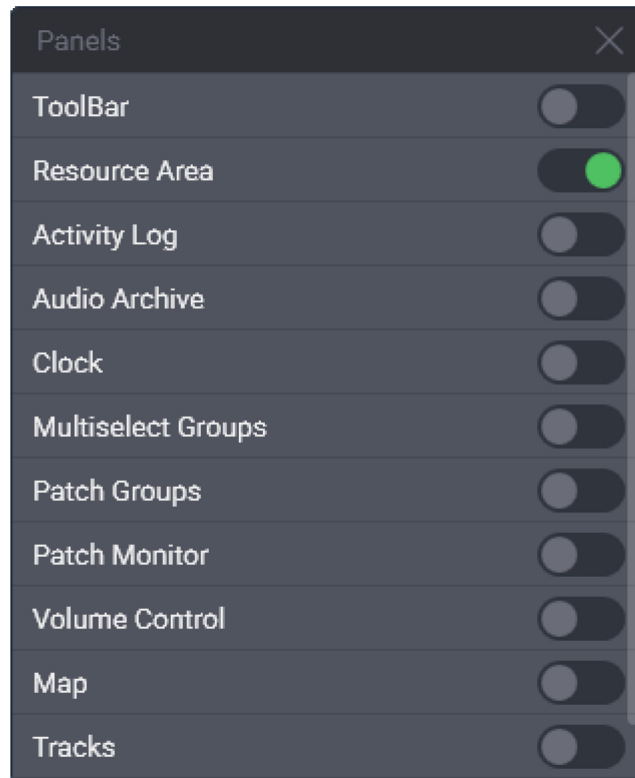 Panels
ToolBar
Resource Area
Activity Log
Audio Archive
Clock
Multiselect Groups
Patch Groups
Patch Monitor
Volume Control
Map
Tracks